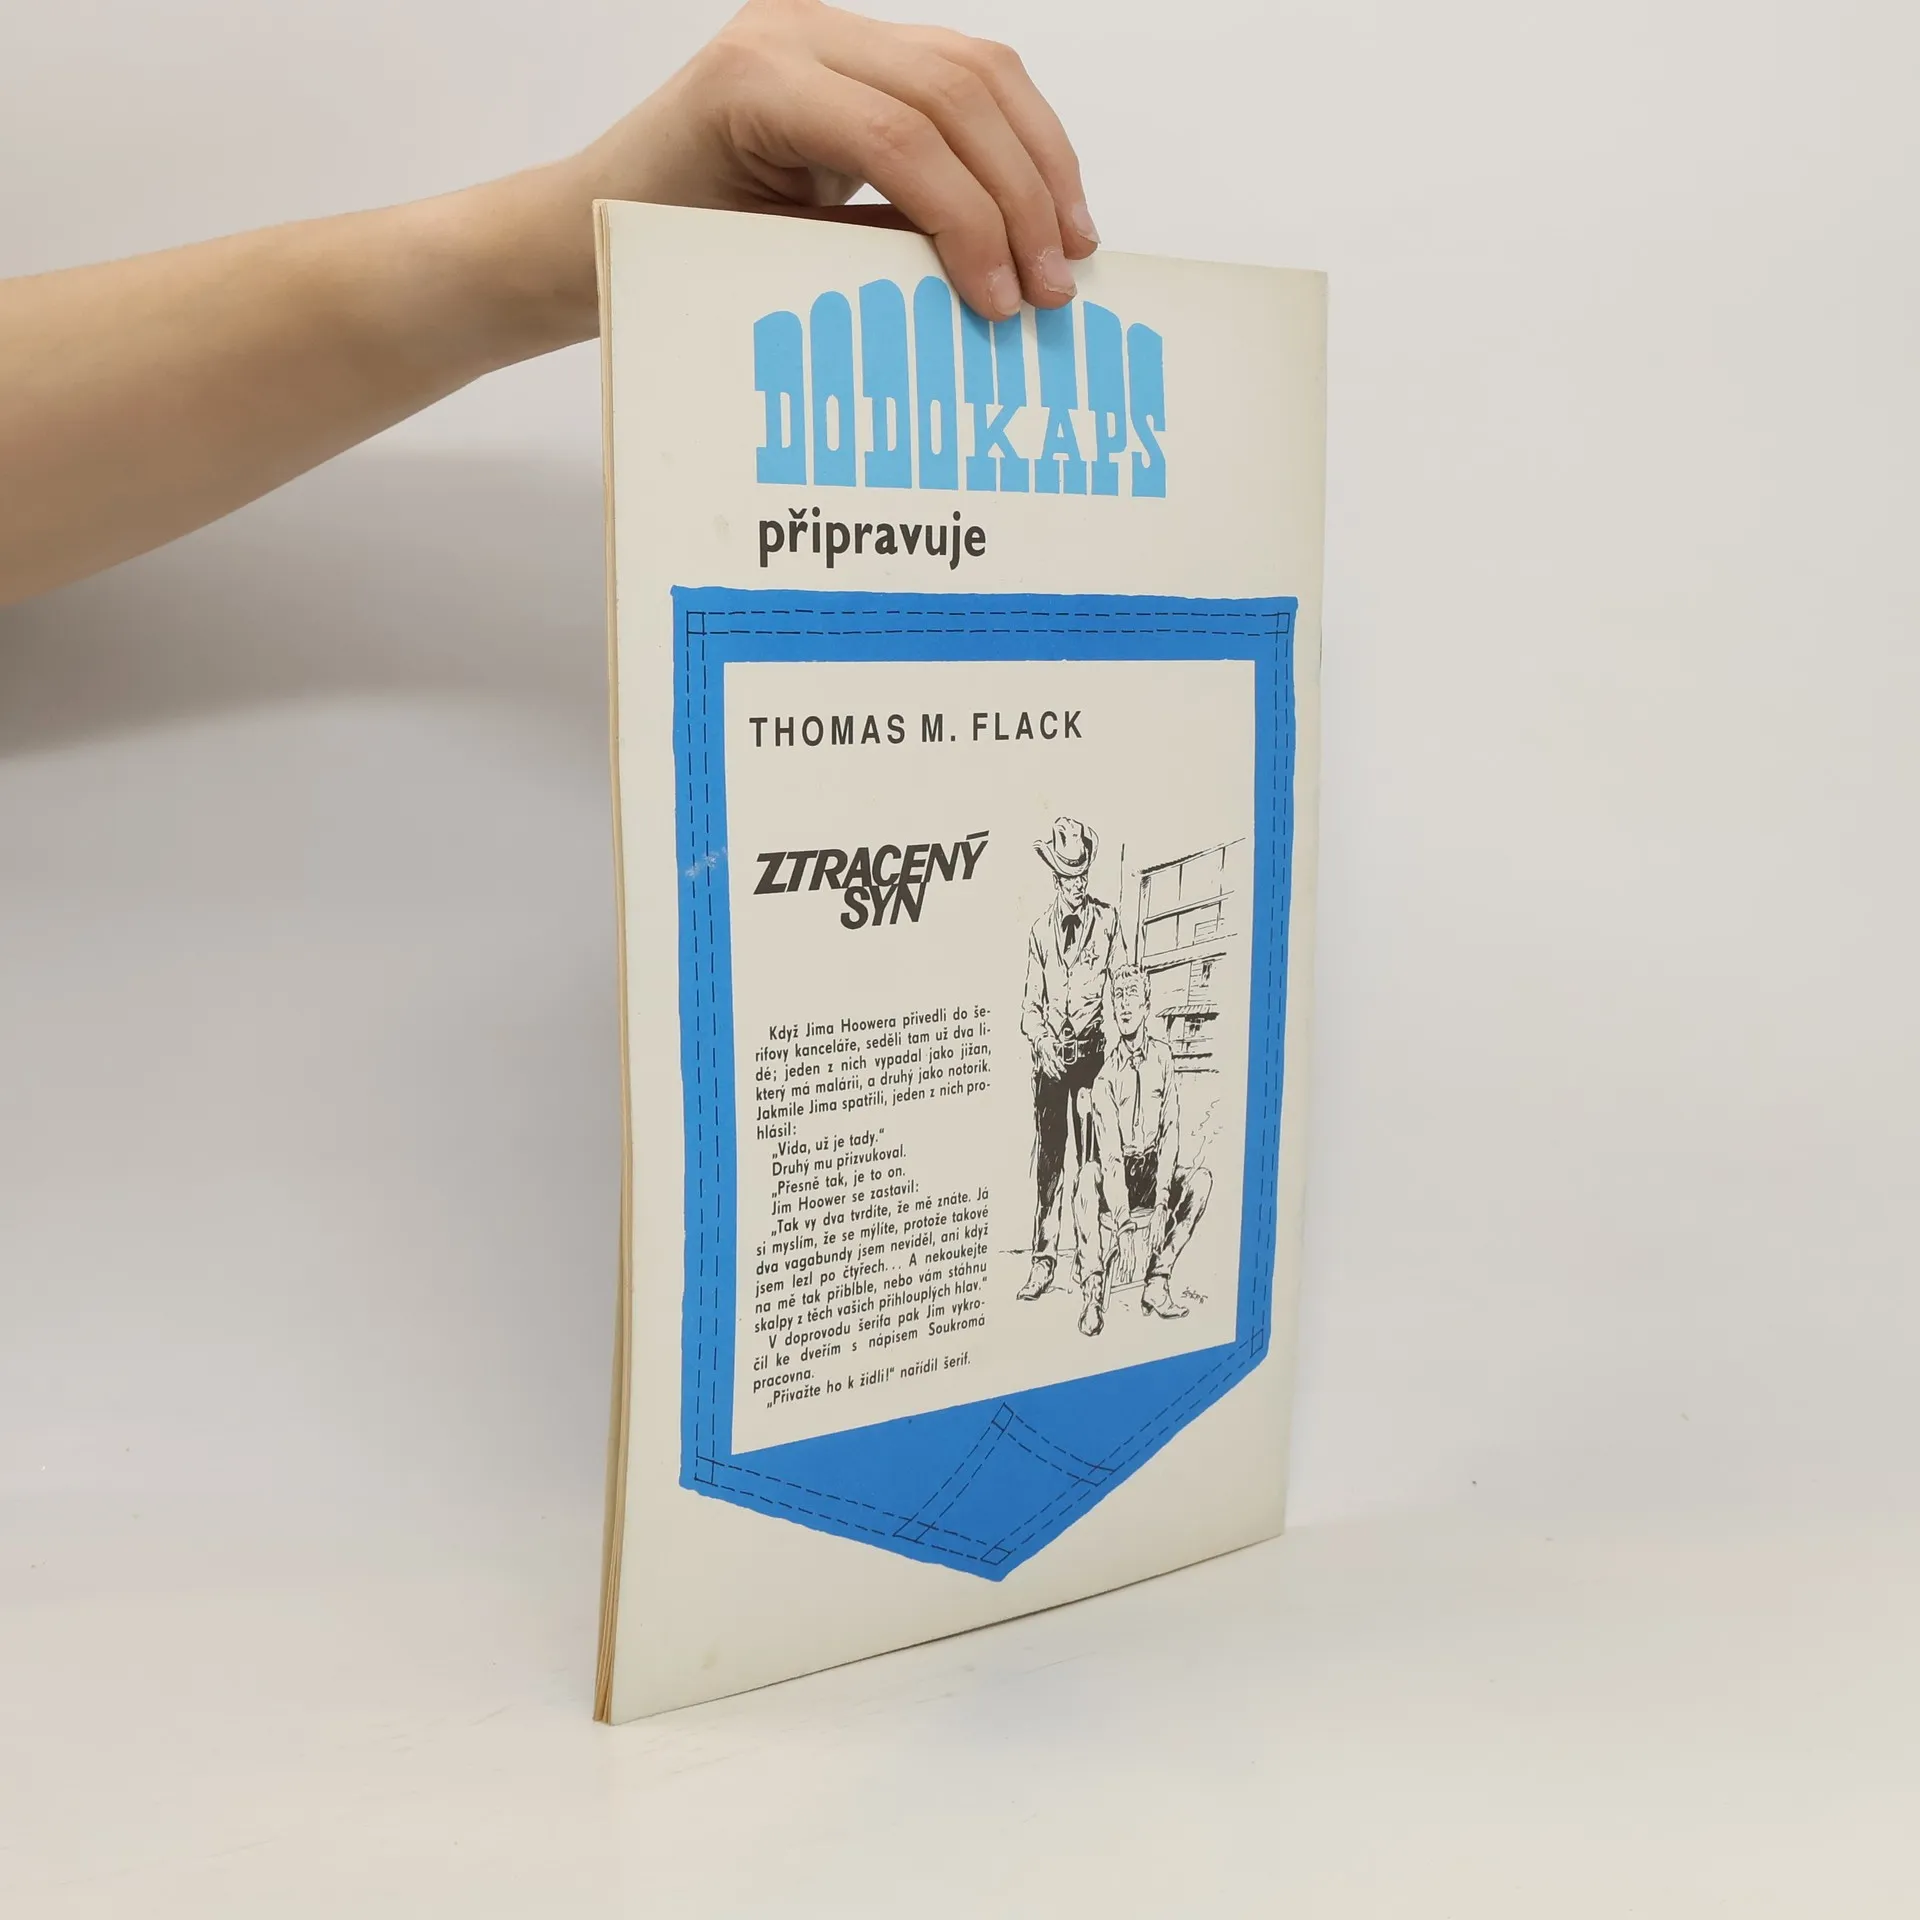 DODOKAPS
připravuje
THOMAS M. FLACK
ZTRACENÝ
SYN
Když Jima Hoowera přivedli do še-
rifovy kanceláře, seděli tam už dva li-
dé; jeden z nich vypadal jako jižan,
který má malárii, a druhý jako notorik.
Jakmile Jima spatřili, jeden z nich pro-
hlásil:
„Vida, už je tady.“
Druhý mu přizvukoval.
„Přesně tak, je to on.
Jim Hoower se zastavil:
„Tak vy dva tvrdíte, že mě znáte. Já
si myslím, že se mýlíte, protože takové
dva vagabundy jsem neviděl, ani když
jsem lezl po čtyřech... A nekoukejte
na mě tak přiblble, nebo vám stáhnu
skalpy z těch vašich přihlouplých hlav.“
V doprovodu šerifa pak Jim vykro-
čil ke dveřím s nápisem Soukromá
pracovna.
„Přivažte ho k židli!“ nařídil šerif.